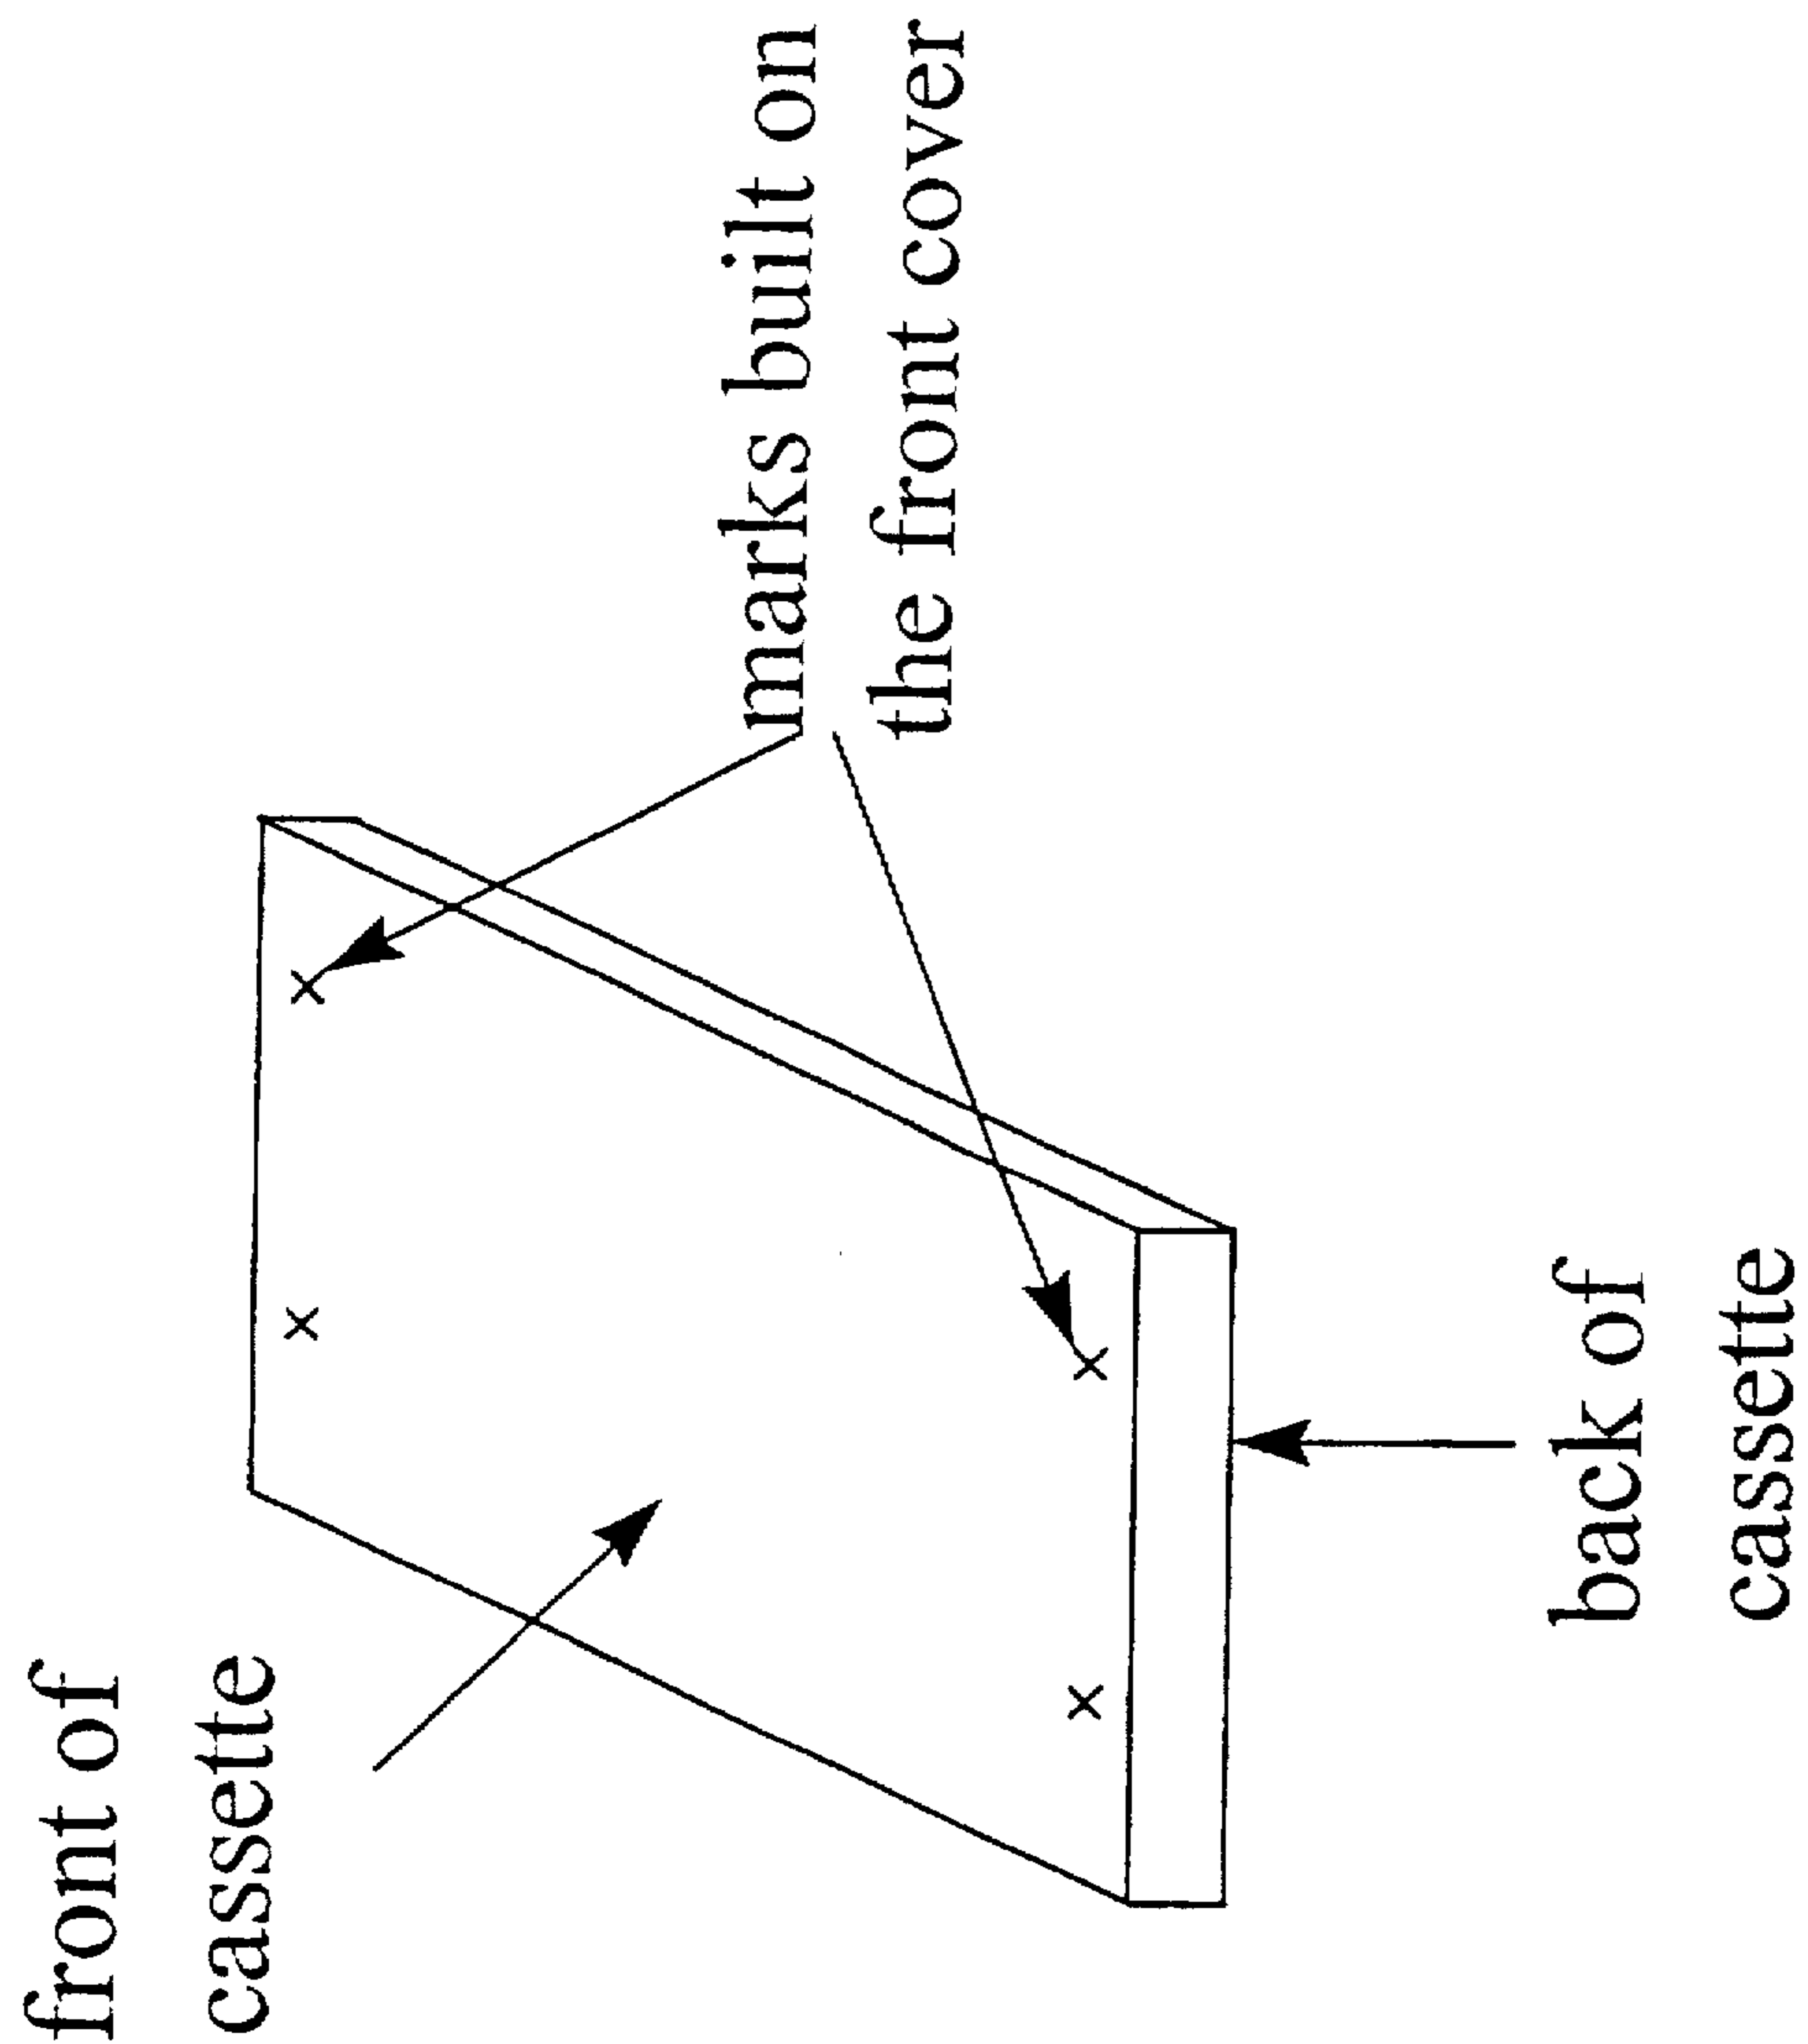 front of
cassette
marks built on
the front cover
back of
cassette